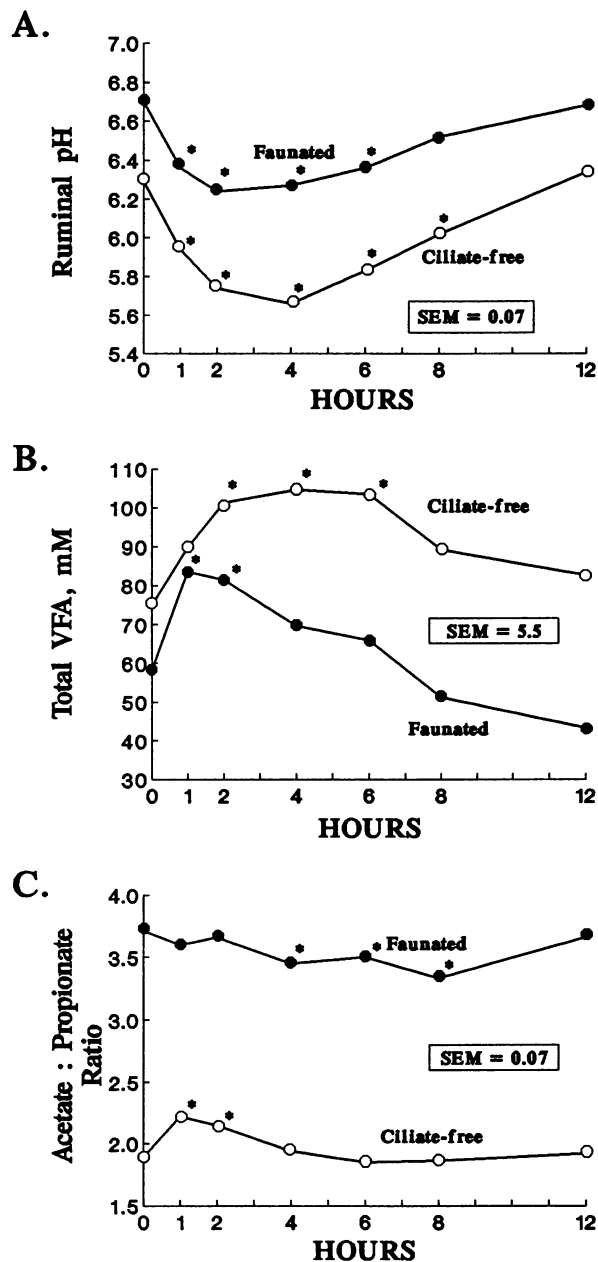 A.
Ruminal pH
7.0
6.8
6.6
6.4
6.2
6.0
5.8
5.6
5.4
* * * *
Faunated
* * * * * *
Ciliate-free
SEM = 0.07
0 1 2 4 6 8 12
HOURS
B.
Total VFA, mM
110
100
90
80
70
60
50
40
30
* * *
Ciliate-free
* *
SEM = 5.5
Faunated
0 1 2 4 6 8 12
HOURS
C.
Acetate : Propionate
Ratio
4.0
3.5
3.0
2.5
2.0
1.5
* * *
Faunated
SEM = 0.07
* *
Ciliate-free
0 1 2 4 6 8 12
HOURS